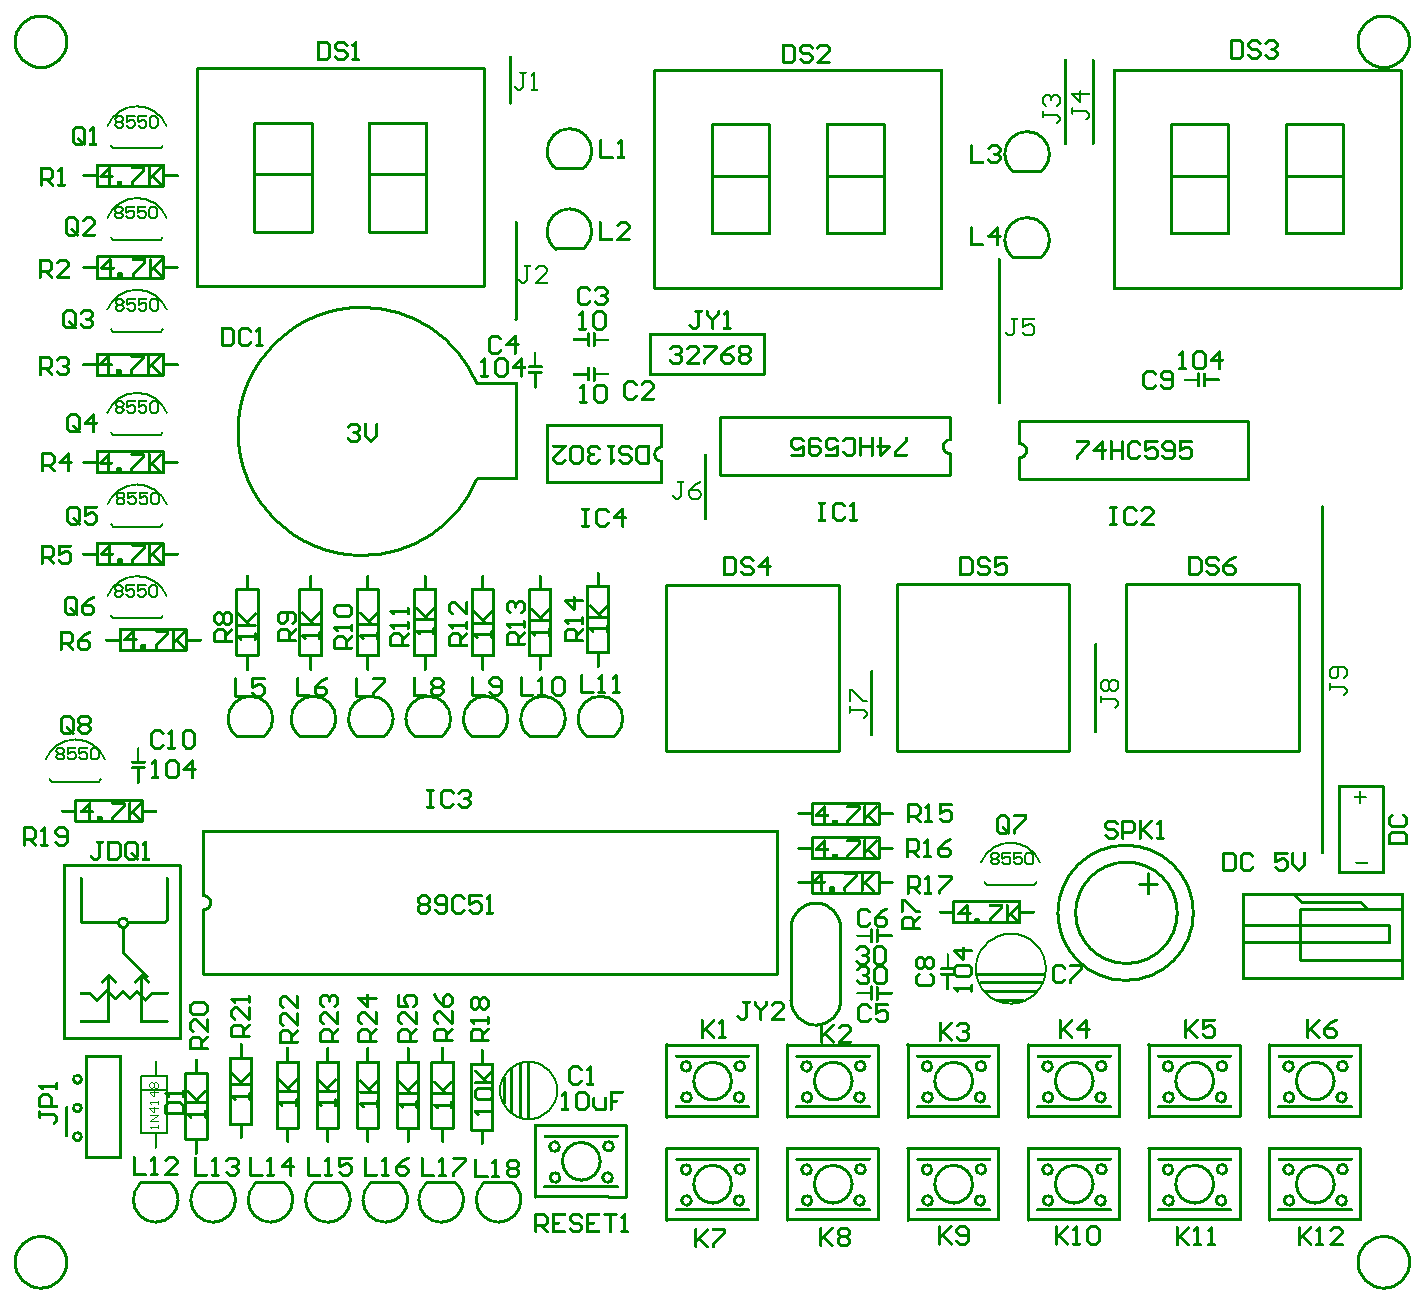 DS1
DS2
DS3
J1
J3
J4
Q1
8550
L1
L3
R1
4.7K
Q2
8550
L2
L4
R2
4.7K
J2
C3
10
JY1
J5
Q3
8550
DC1
C4
104
32768
C9
104
R3
4.7K
C2
10
Q4
8550
3V
DS1302
74HC595
74HC595
R4
4.7K
J6
Q5
8550
IC4
IC1
IC2
R5
4.7K
DS4
DS5
DS6
Q6
8550
R6
4.7K
R8
1K
R9
1K
R10
1K
R11
1K
R12
1K
R13
1K
R14
1K
L5
L6
L7
L8
L9
L10
L11
J7
J8
J9
Q8
8550
C10
104
IC3
R19
4.7K
R15
4.7K
R16
4.7K
R17
4.7K
Q7
8550
SPK1
+
+
-
DC2
DC 5V
JDQ1
89C51
R7
4.7K
C6
30
30
C5
C8
104
C7
JY2
R20
1K
R21
1K
R22
1K
R23
1K
R24
1K
R25
1K
R26
1K
R18
10K
C1
10uF
K1
K2
K3
K4
K5
K6
JP1
D1
1N4148
L12
L13
L14
L15
L16
L17
L18
RESET1
K7
K8
K9
K10
K11
K12